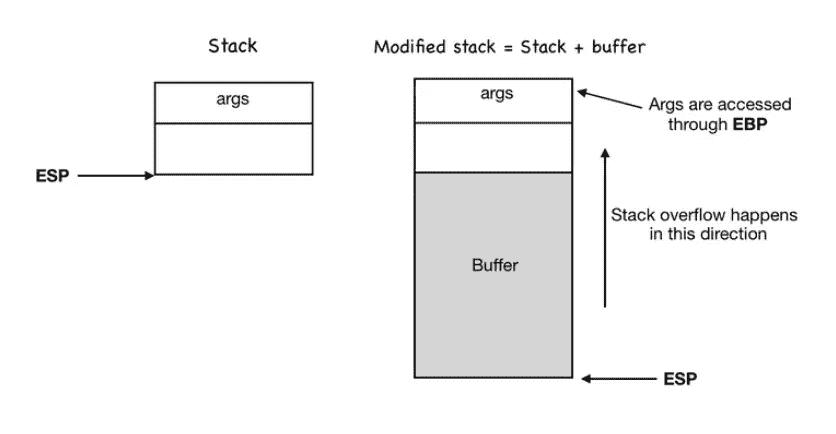 Stack
Modified stack = Stack + buffer
args
args
Args are accessed
through EBP
ESP
Stack overflow happens
in this direction
Buffer
ESP